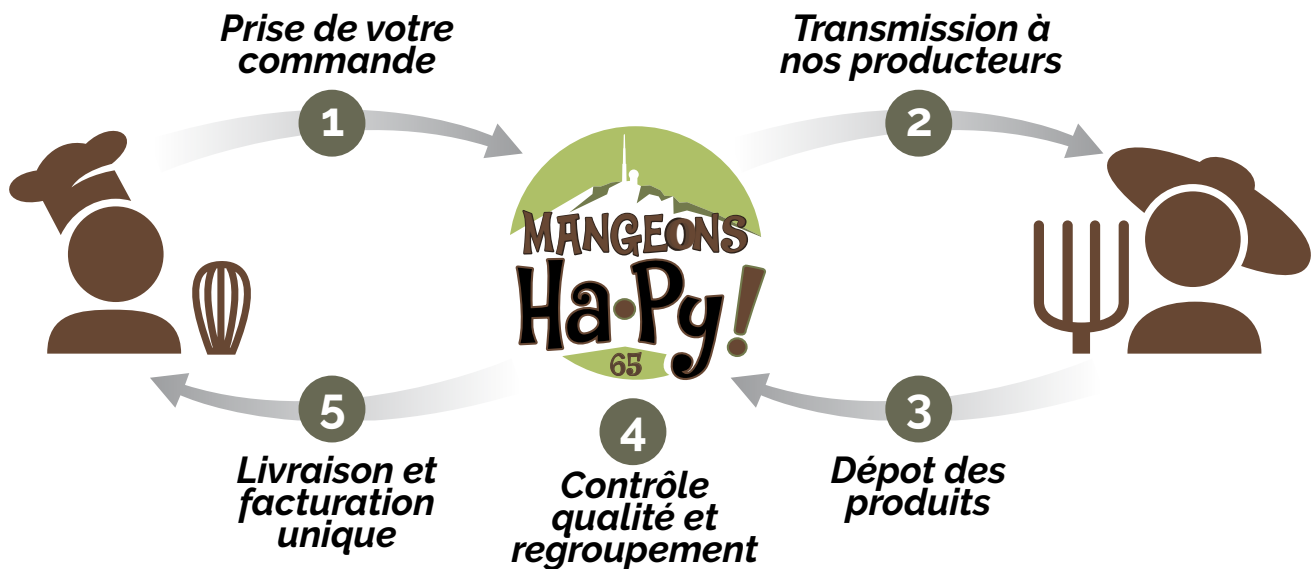 Prise de votre
commande
1
Transmission à
nos producteurs
2
MANGEONS
Ha•Py!
65
5
Livraison et
facturation
unique
4
Contrôle
qualité et
regroupement
3
Dépot des
produits